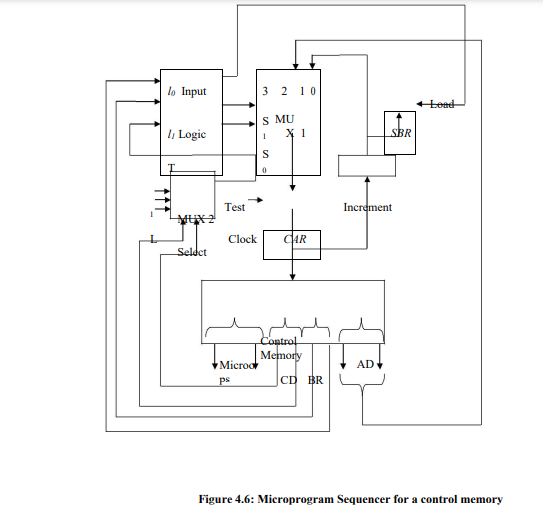 I₀ Input
3 2 1 0
Load
S MU
1 X 1
I₁ Logic
SBR
S
0
T
Test
Increment
1
MUX 2
L
Clock
CAR
Select
Control
Memory
Microo
ps
CD BR
AD
Figure 4.6: Microprogram Sequencer for a control memory